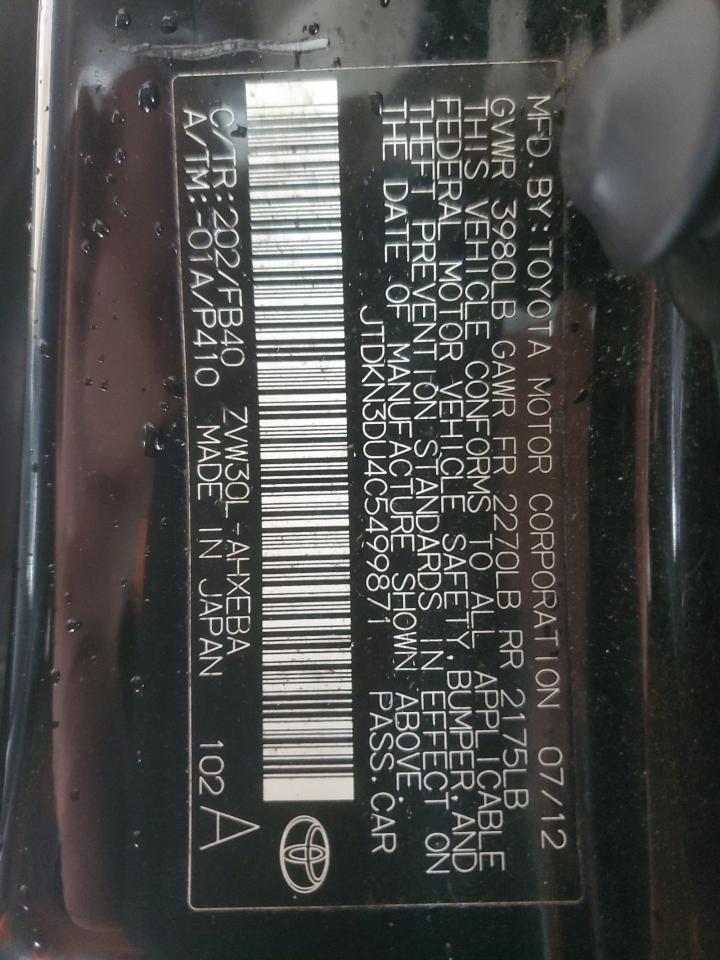 MFD. BY: TOYOTA MOTOR CORPORATION 07/12
GVWR 3980LB GAWR FR 2270LB RR 2175LB
THIS VEHICLE CONFORMS TO ALL APPLICABLE
FEDERAL MOTOR VEHICLE SAFETY, BUMPER, AND
THEFT PREVENTION STANDARDS IN EFFECT ON
THE DATE OF MANUFACTURE SHOWN ABOVE.
JTDKN3DU4C5499871 PASS. CAR
C/TR: 202/FB40 ZVW30L-AHXEBA
A/TM: -01A/P410 MADE IN JAPAN 102 A